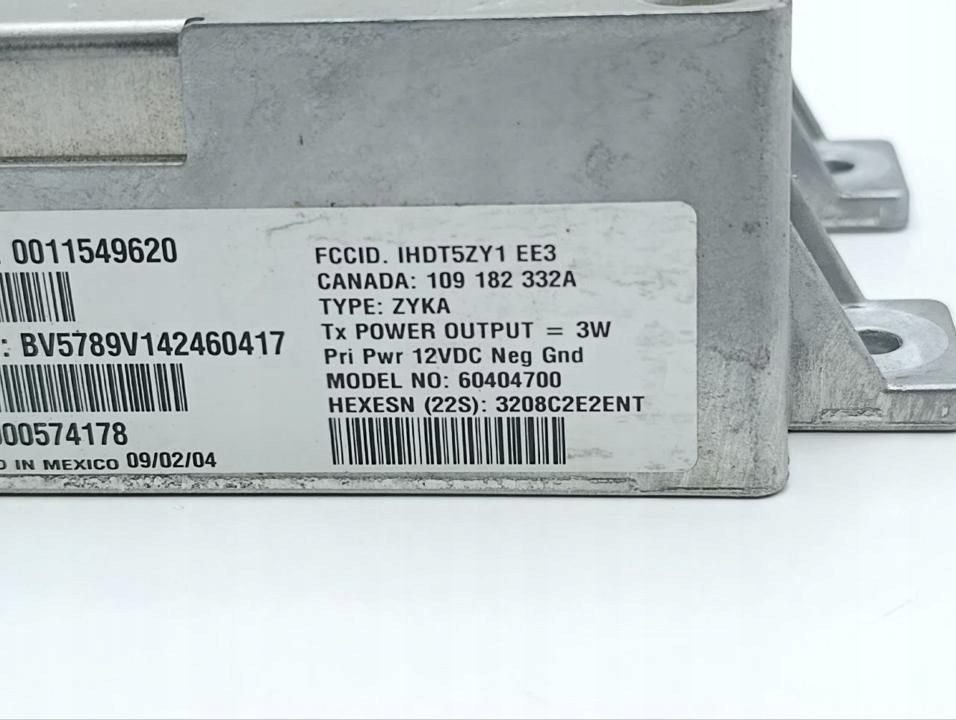 . 0011549620
: BV5789V142460417
000574178
D IN MEXICO 09/02/04
FCCID. IHDT5ZY1 EE3
CANADA: 109 182 332A
TYPE: ZYKA
Tx POWER OUTPUT = 3W
Pri Pwr 12VDC Neg Gnd
MODEL NO: 60404700
HEXESN (22S): 3208C2E2ENT